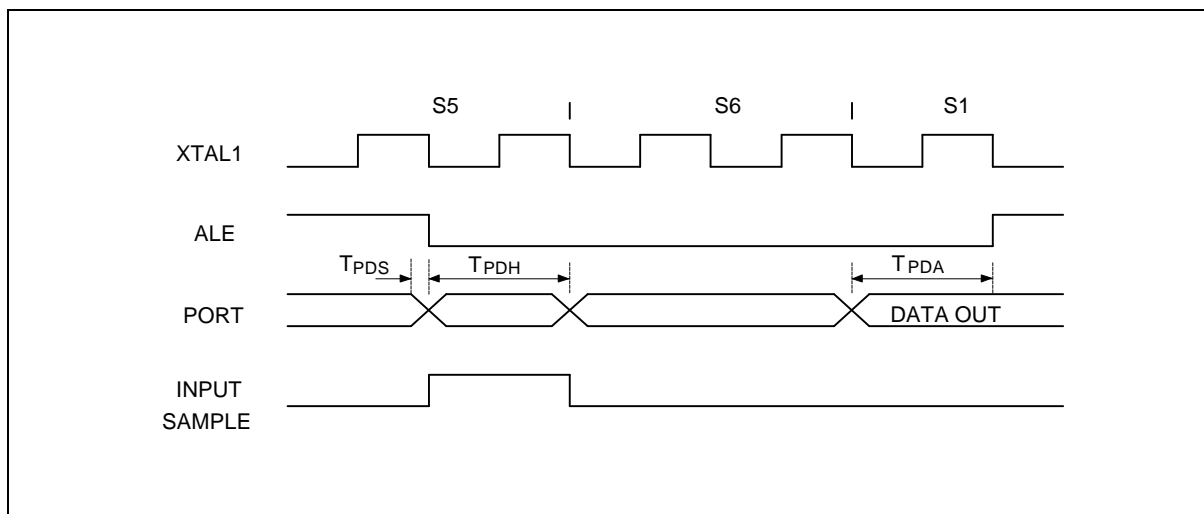 S5 S6 S1
XTAL1
ALE
TPDS TPDH TPDA
PORT DATA OUT
INPUT
SAMPLE